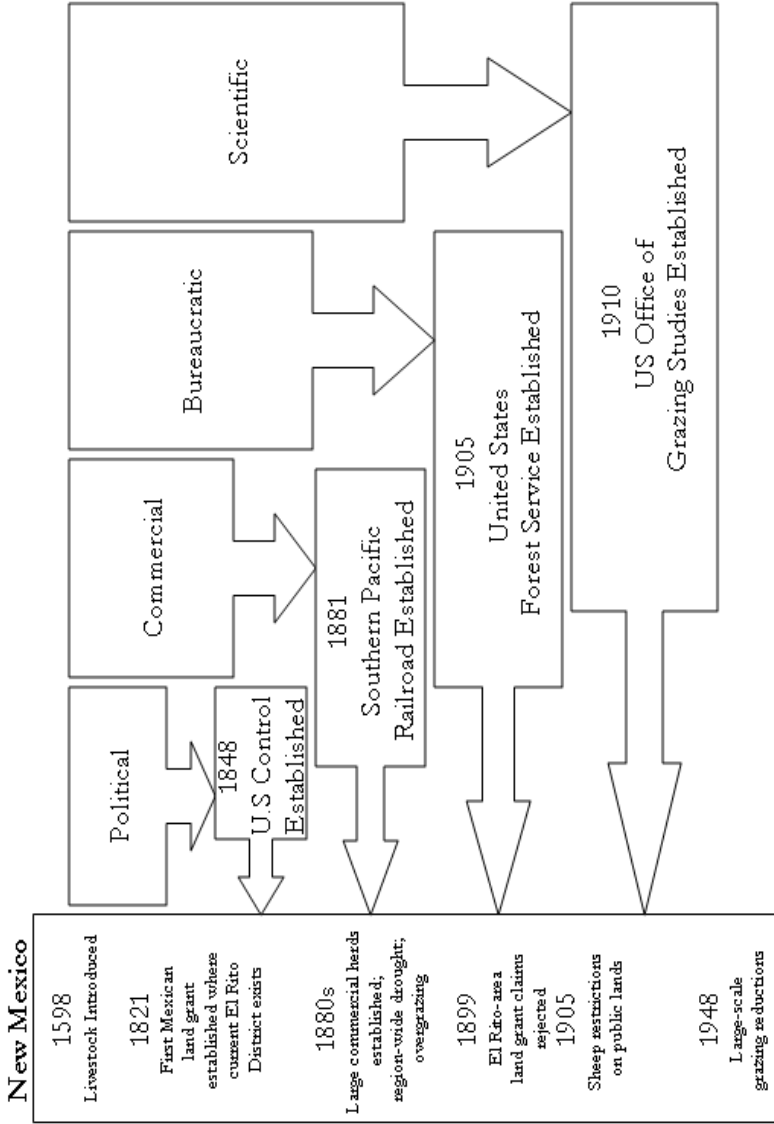 New Mexico
1598
Livestock Introduced
1821
First Mexican
land grant
established where
current El Rito
District exists
1880s
Large commercial herds
established;
region-wide drought;
overgrazing
1899
El Rito-area
land grant claims
rejected
1905
Sheep restrictions
on public lands
1948
Large-scale
grazing reductions
Political
1848
U.S Control
Established
Commercial
1881
Southern Pacific
Railroad Established
Bureaucratic
1905
United States
Forest Service Established
Scientific
1910
US Office of
Grazing Studies Established